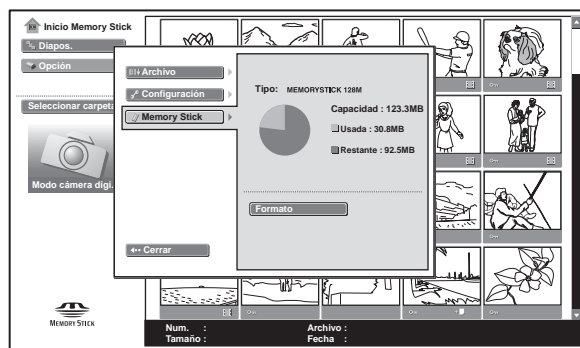 Inicio Memory Stick
Diapos.
Opción
Seleccionar carpeta
Modo cámera digi.
Archivo
Configuración
Memory Stick
Cerrar
Tipo: MEMORYSTICK 128M
Capacidad : 123.3MB
Usada : 30.8MB
Restante : 92.5MB
Formato
MEMORY STICK
Num. :
Archivo :
Tamaño :
Fecha :